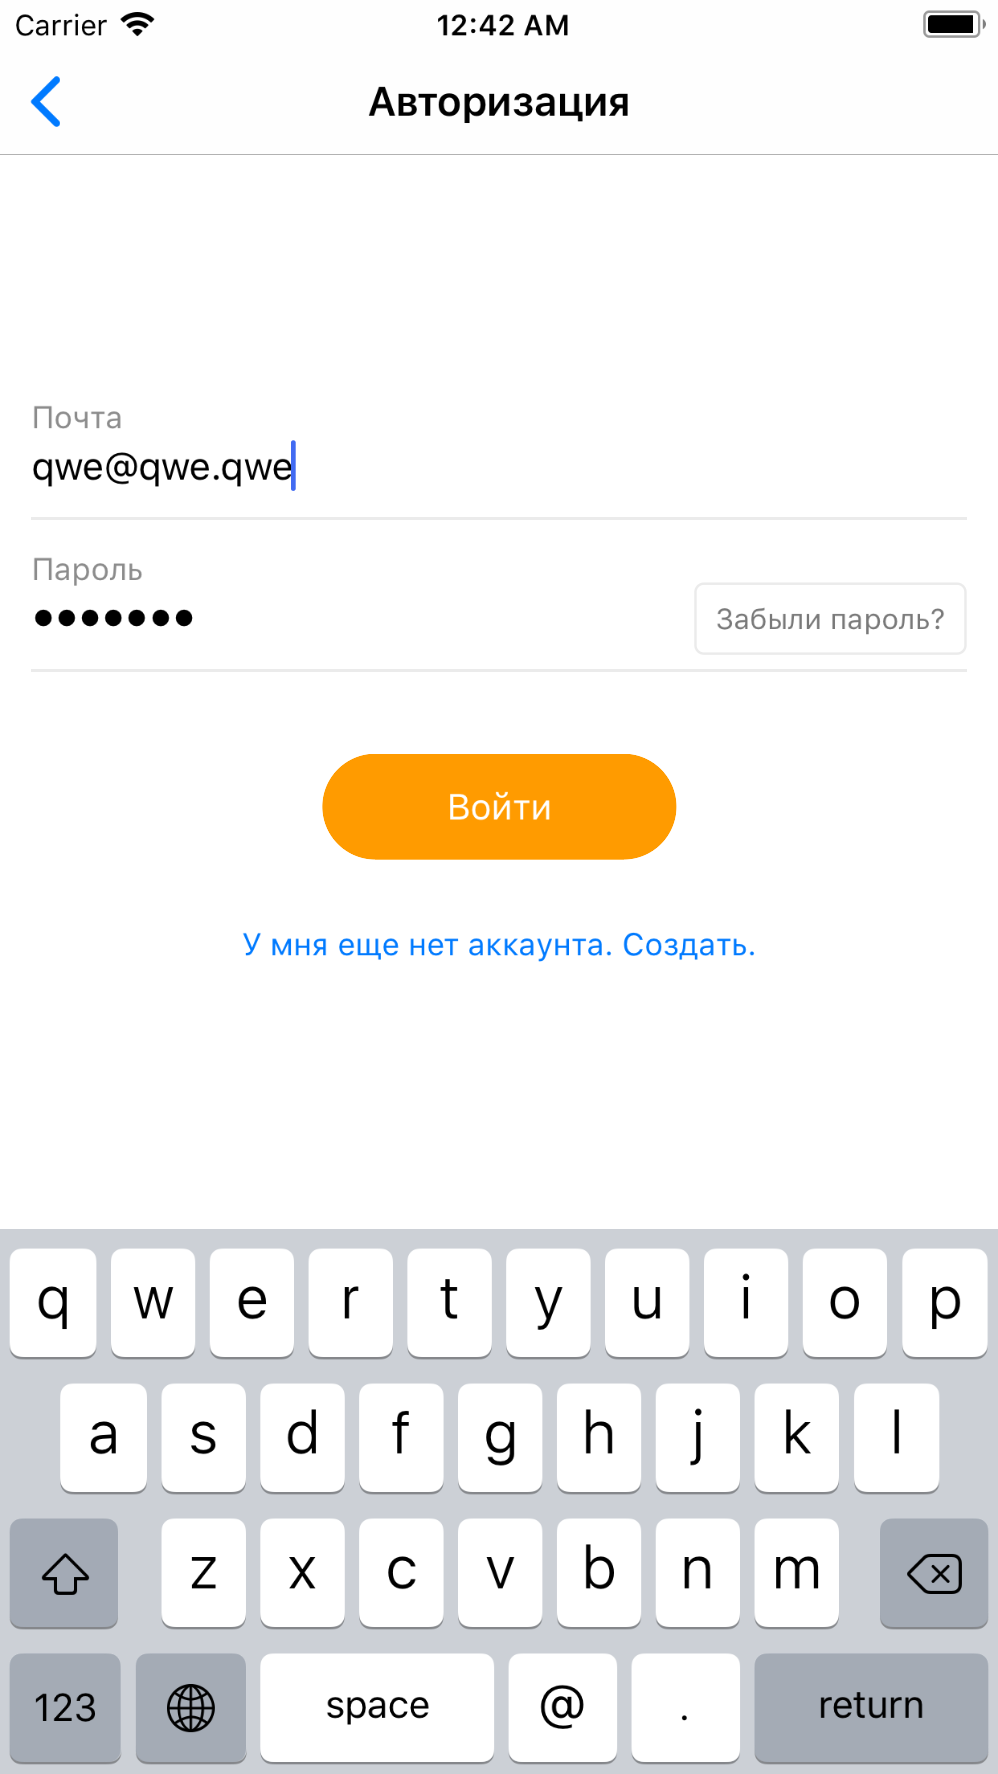 Carrier 12:42 AM
Авторизация
Почта
qwe@qwe.qwe
Пароль
•••••••
Забыли пароль?
Войти
У мня еще нет аккаунта. Создать.
q w e r t y u i o p
a s d f g h j k l
z x c v b n m
123 space @ . return